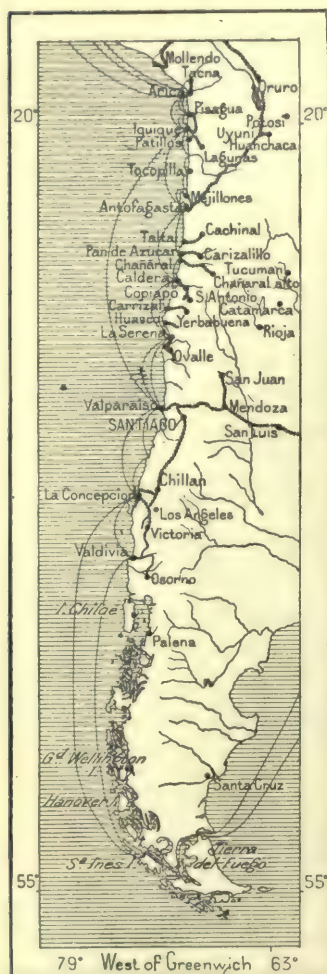 Mollendo
Tacna
Arica
Oruro
20°
20°
Pisagua
Potosi
Iquique
Uyuni
Patillos
Huanchaca
Lagunas
Tocopilla
Mejillones
Antofagasta
Cachinal
Taltal
Pan de Azucar
Carizalillo
Chañaral
Tucuman
Caldera
Chañaral alto
Copiapo
S. Antonio
Carrizal
Catamarca
Huasco
Yerbabuena
La Serena
Rioja
Ovalle
San Juan
Valparaiso
Mendoza
SANTIAGO
San Luis
Chillan
La Concepcion
Los Angeles
Victoria
Valdivia
Osorno
I. Chiloe
Palena
Gd Wellington
I.
Santa Cruz
Hanover I.
Tierra
del fuego
Sa Ines I.
55°
55°
79° West of Greenwich 63°